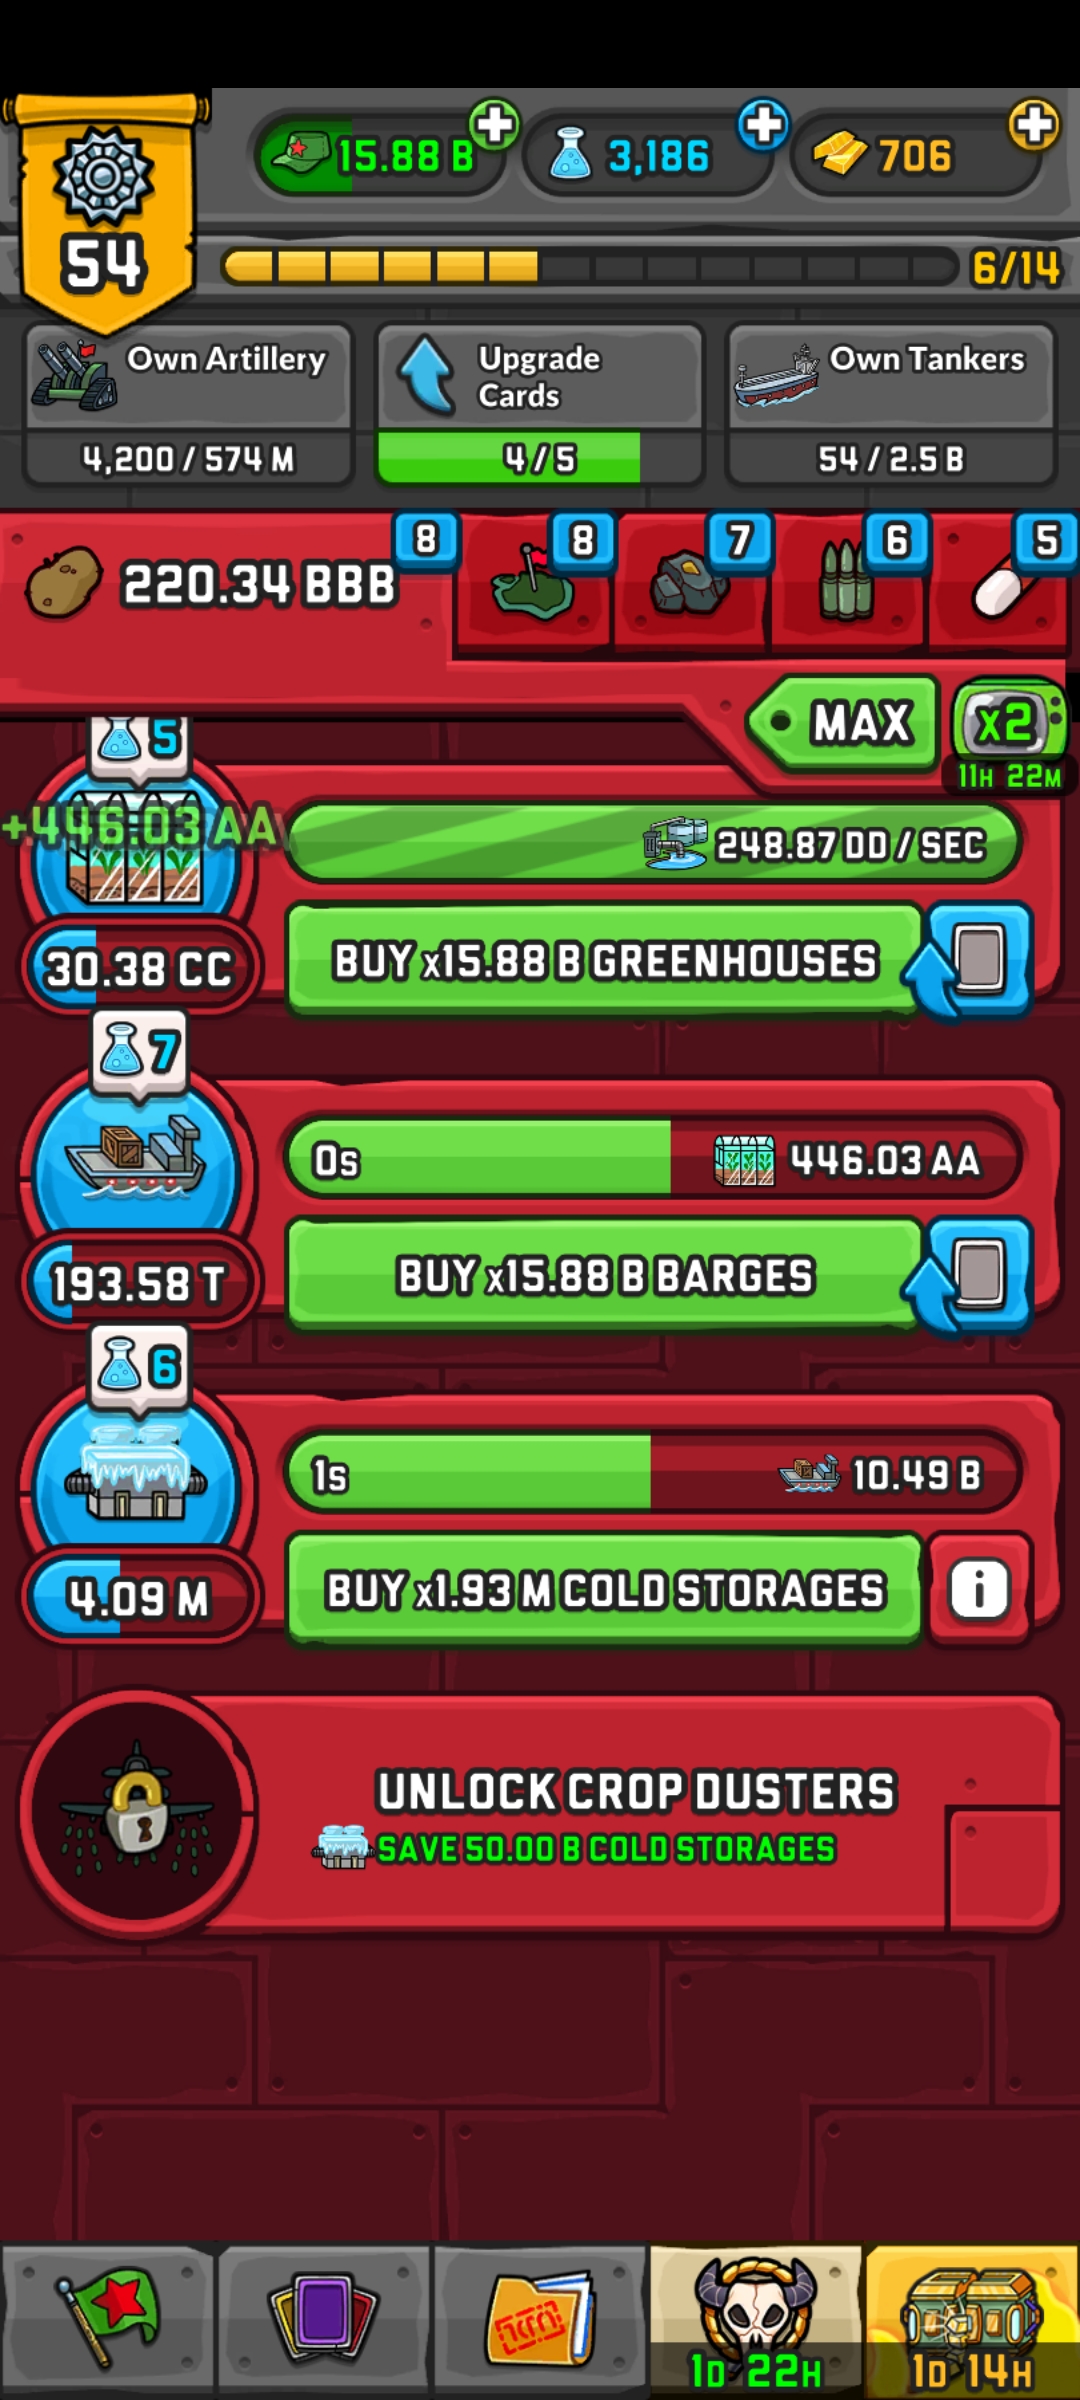 54
15.88 B
3,186
706
6/14
Own Artillery
4,200 / 574 M
Upgrade
Cards
4 / 5
Own Tankers
54 / 2.5 B
220.34 BBB
8
8
7
6
5
MAX
x2
11H 22M
5
+446.03 AA
248.87 DD / SEC
30.38 CC
BUY x15.88 B GREENHOUSES
7
0s
446.03 AA
193.58 T
BUY x15.88 B BARGES
6
1s
10.49 B
4.09 M
BUY x1.93 M COLD STORAGES
i
UNLOCK CROP DUSTERS
SAVE 50.00 B COLD STORAGES
1D 22H
1D 14H